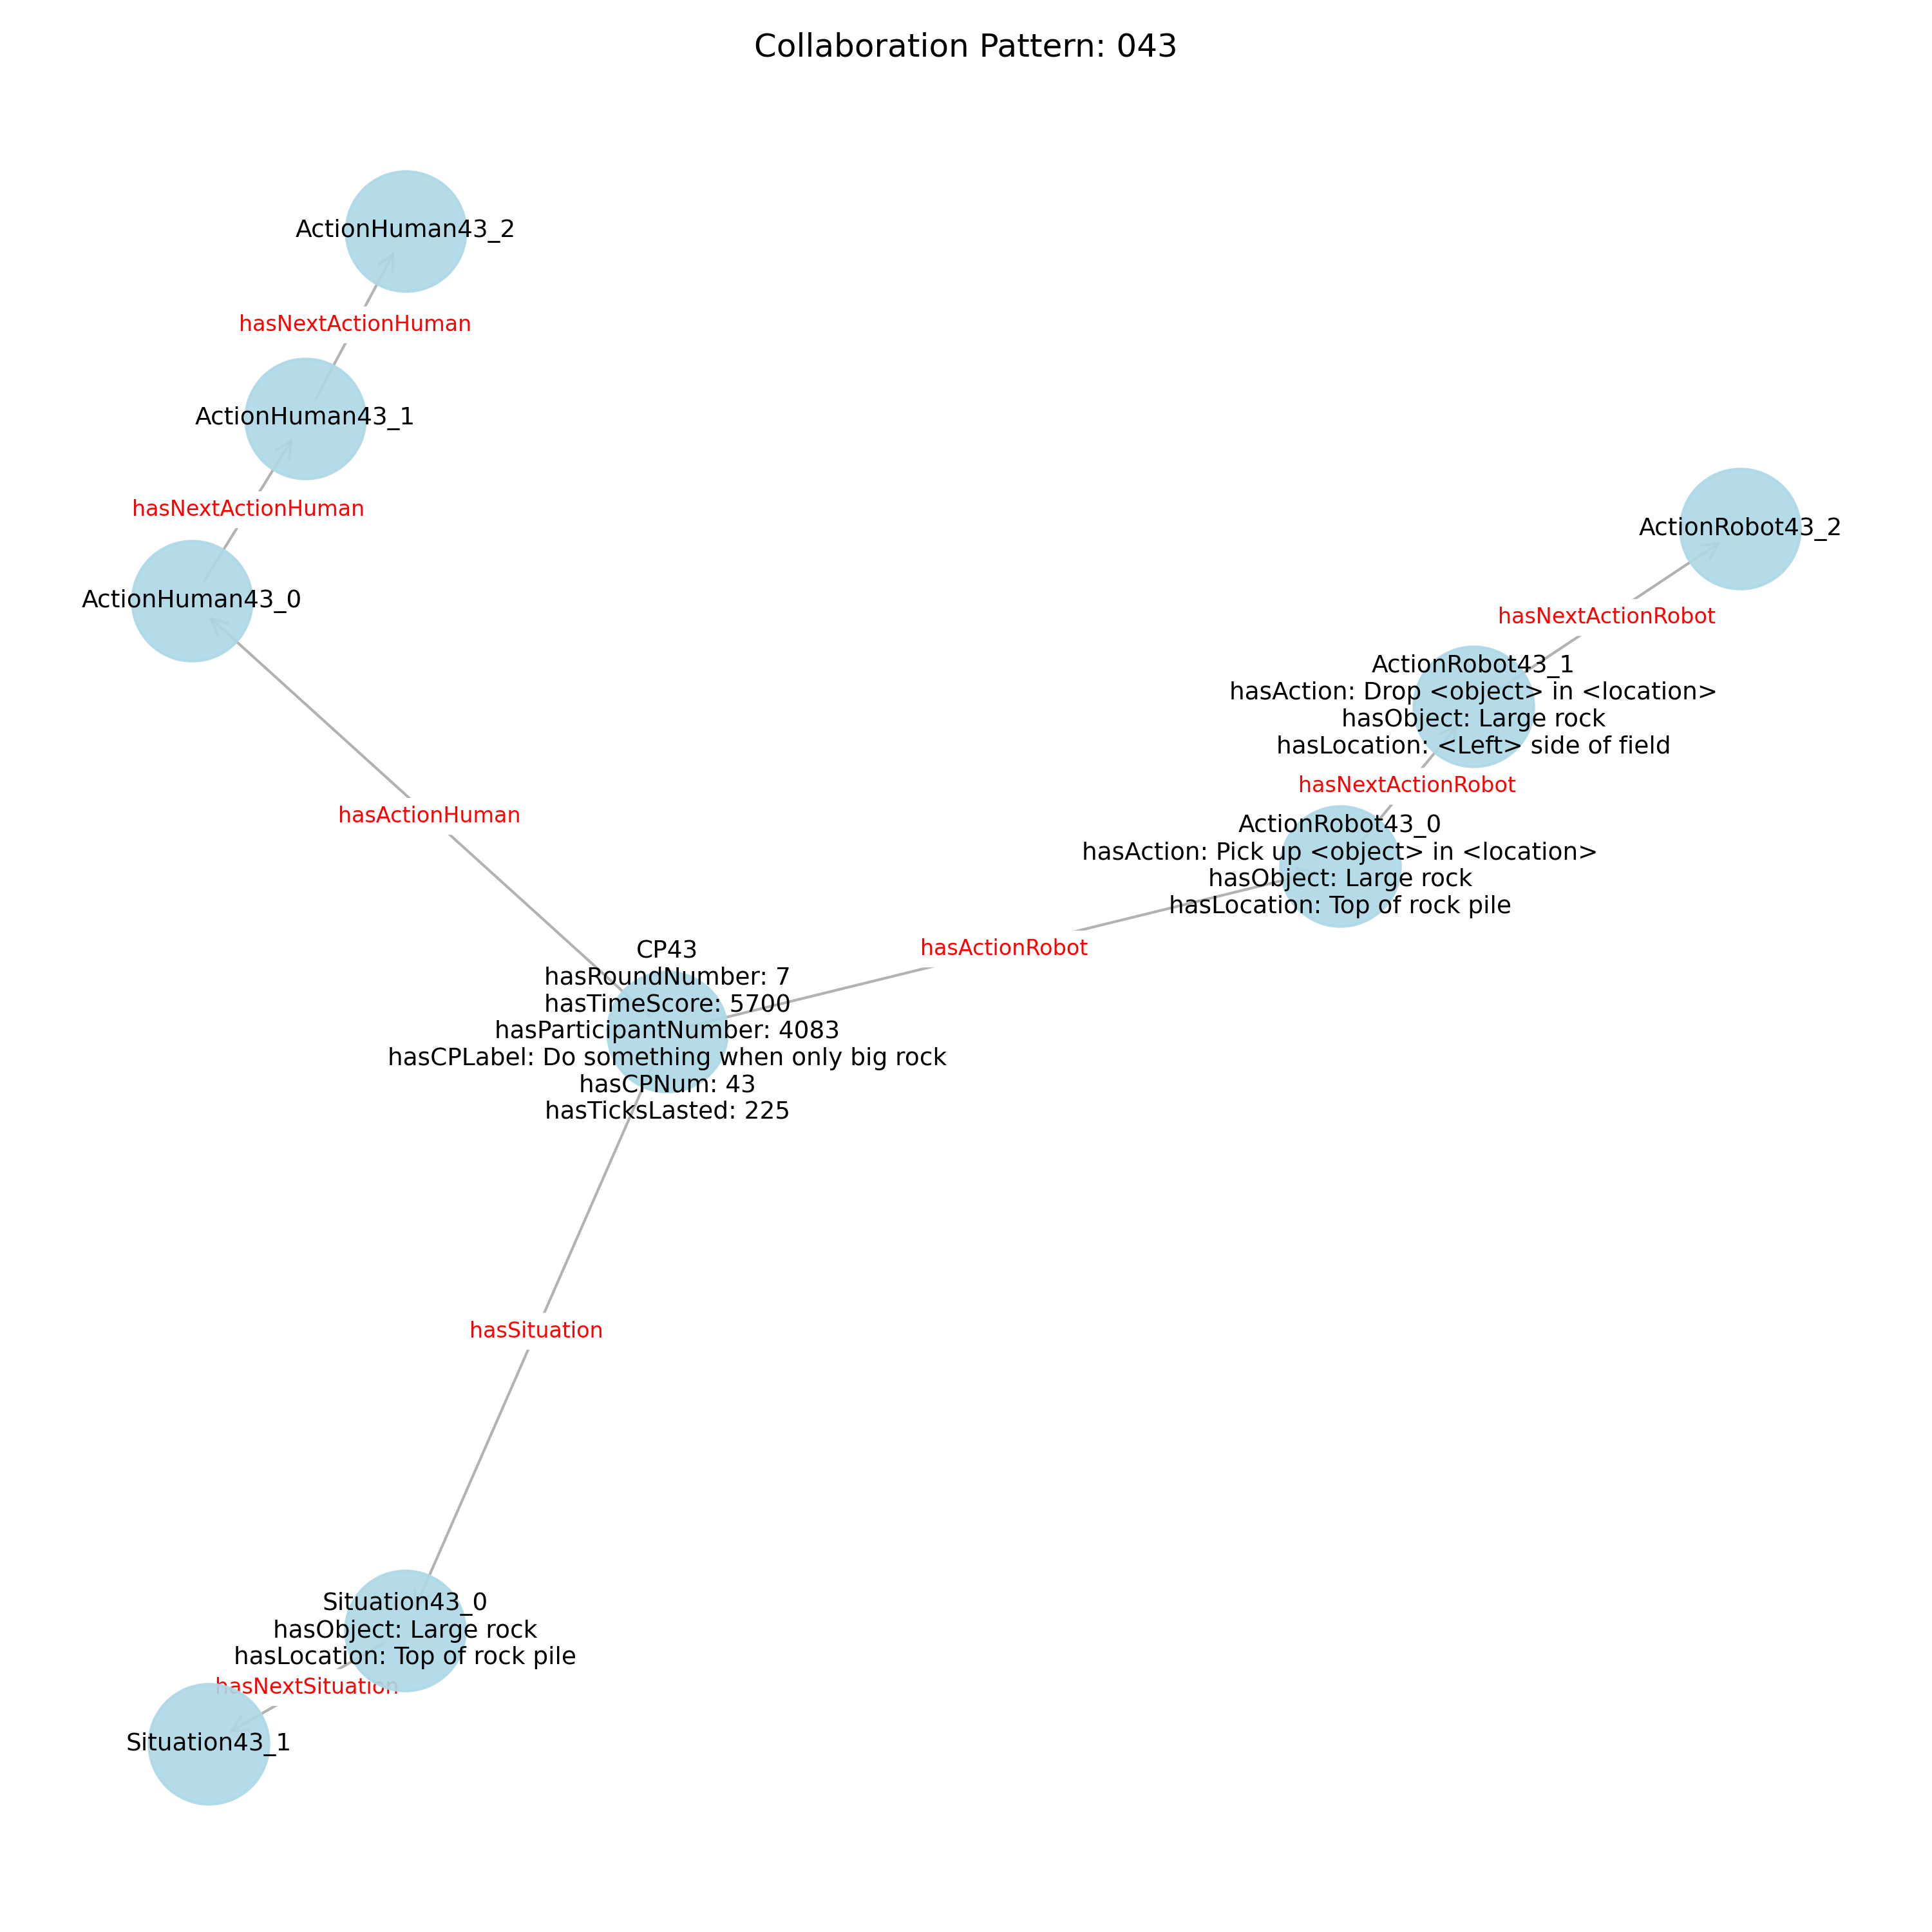 Collaboration Pattern: 043
ActionHuman43_2
hasNextActionHuman
ActionHuman43_1
hasNextActionHuman
ActionHuman43_0
hasActionHuman
ActionRobot43_2
hasNextActionRobot
ActionRobot43_1
hasAction: Drop <object> in <location>
hasObject: Large rock
hasLocation: <Left> side of field
hasNextActionRobot
ActionRobot43_0
hasAction: Pick up <object> in <location>
hasObject: Large rock
hasLocation: Top of rock pile
hasActionRobot
CP43
hasRoundNumber: 7
hasTimeScore: 5700
hasParticipantNumber: 4083
hasCPLabel: Do something when only big rock
hasCPNum: 43
hasTicksLasted: 225
hasSituation
Situation43_0
hasObject: Large rock
hasLocation: Top of rock pile
hasNextSituation
Situation43_1